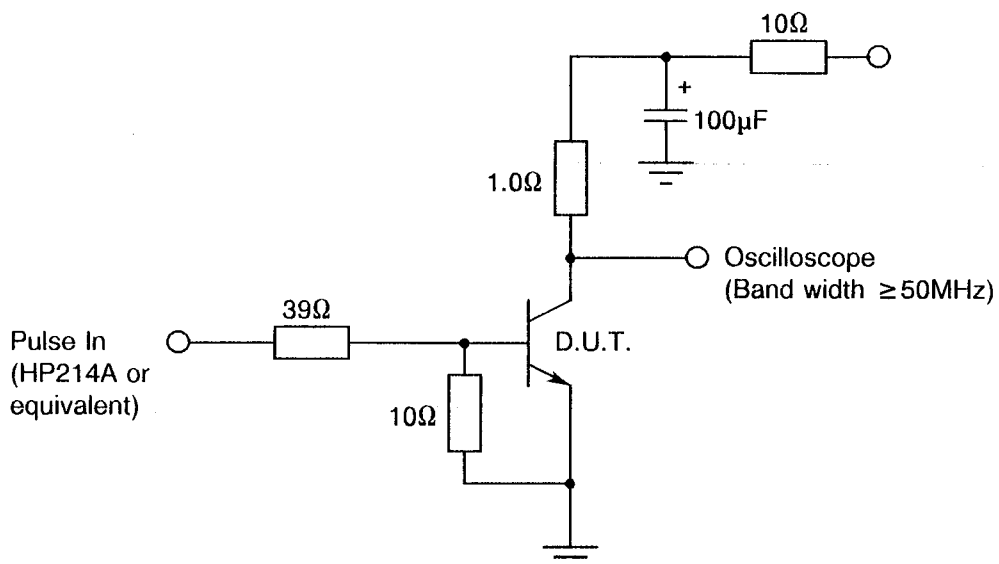 10Ω
+
100µF
1.0Ω
Oscilloscope
(Band width ≥50MHz)
39Ω
D.U.T.
Pulse In
(HP214A or
equivalent)
10Ω